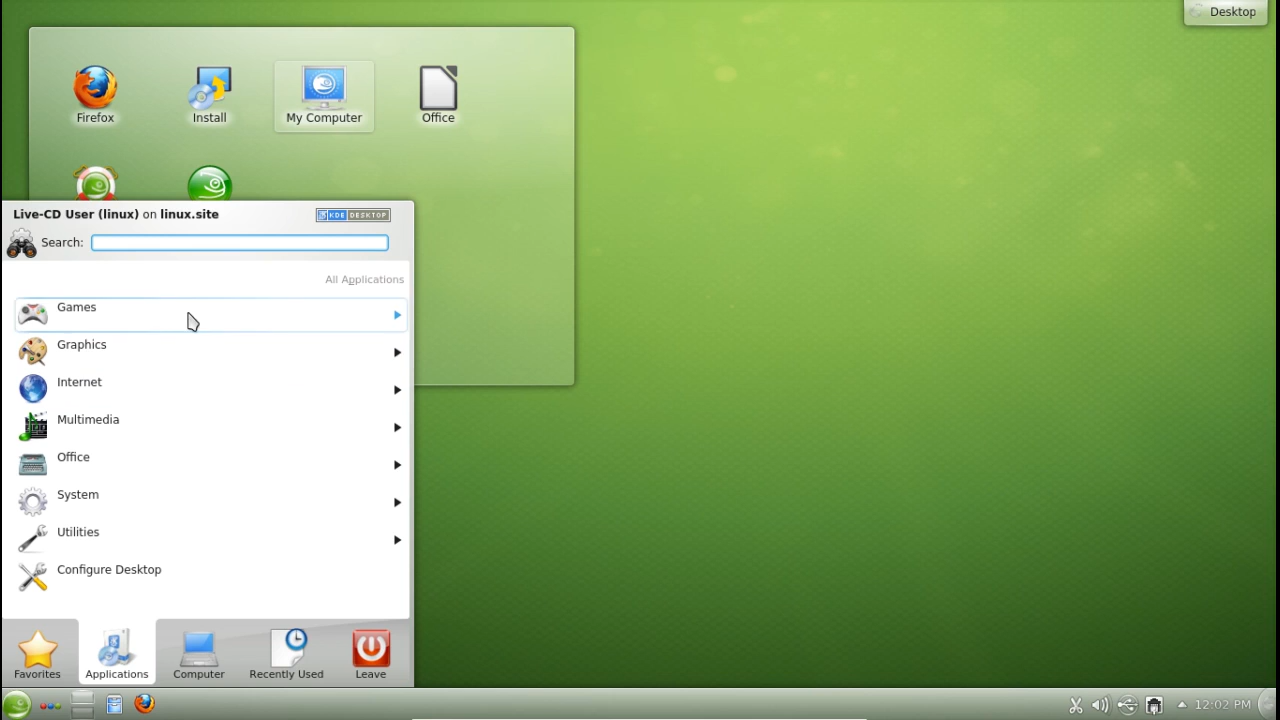 Desktop
Firefox
Install
My Computer
Office
Live-CD User (linux) on linux.site
KDE DESKTOP
Search:
All Applications
Games
Graphics
Internet
Multimedia
Office
System
Utilities
Configure Desktop
Favorites
Applications
Computer
Recently Used
Leave
12:02 PM